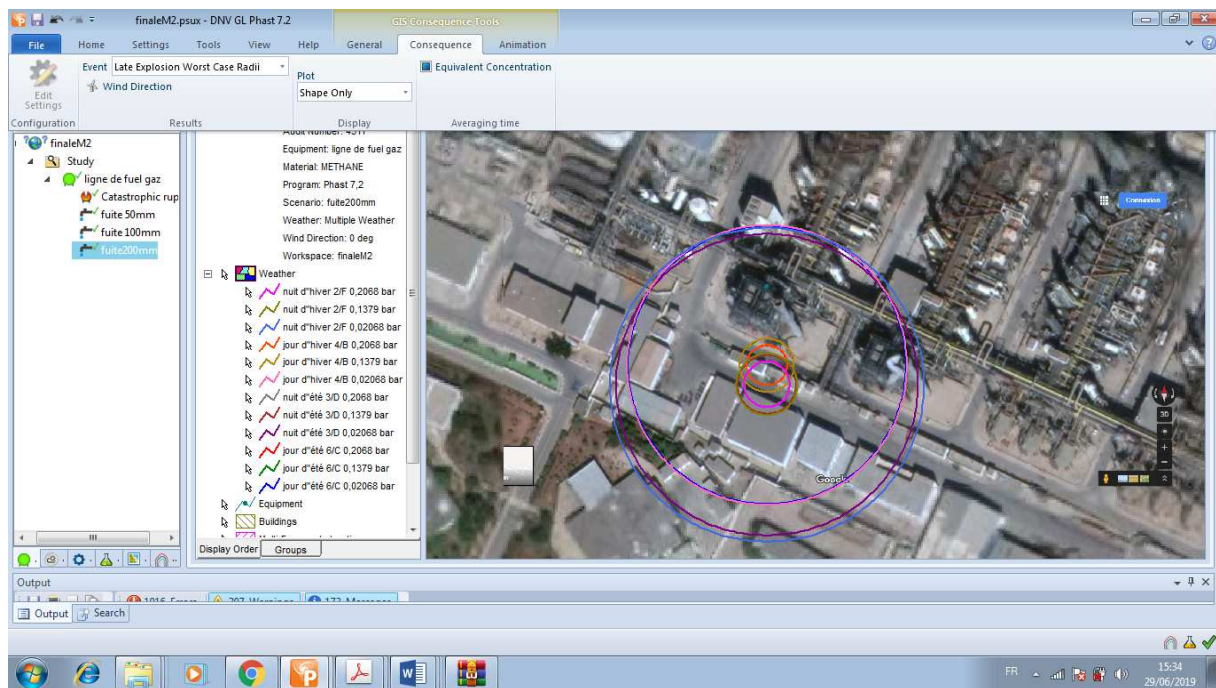 finaleM2.psux - DNV GL Phast 7.2
GIS Consequence Tools
File Home Settings Tools View Help General Consequence Animation
Edit Settings
Event Late Explosion Worst Case Radii
Wind Direction
Plot
Shape Only
Equivalent Concentration
Configuration Results Display Averaging time
finaleM2
Study
ligne de fuel gaz
Catastrophic rup
fuite 50mm
fuite 100mm
fuite200mm
Equipment: ligne de fuel gaz
Material: METHANE
Program: Phast 7,2
Scenario: fuite200mm
Weather: Multiple Weather
Wind Direction: 0 deg
Workspace: finaleM2
Weather
nuit d"hiver 2/F 0,2068 bar
nuit d"hiver 2/F 0,1379 bar
nuit d"hiver 2/F 0,02068 bar
jour d"hiver 4/B 0,2068 bar
jour d"hiver 4/B 0,1379 bar
jour d"hiver 4/B 0,02068 bar
nuit d"été 3/D 0,2068 bar
nuit d"été 3/D 0,1379 bar
nuit d"été 3/D 0,02068 bar
jour d"été 6/C 0,2068 bar
jour d"été 6/C 0,1379 bar
jour d"été 6/C 0,02068 bar
Equipment
Buildings
Display Order Groups
Connexion
3D
Google
Output
Output Search
FR
15:34
29/06/2019